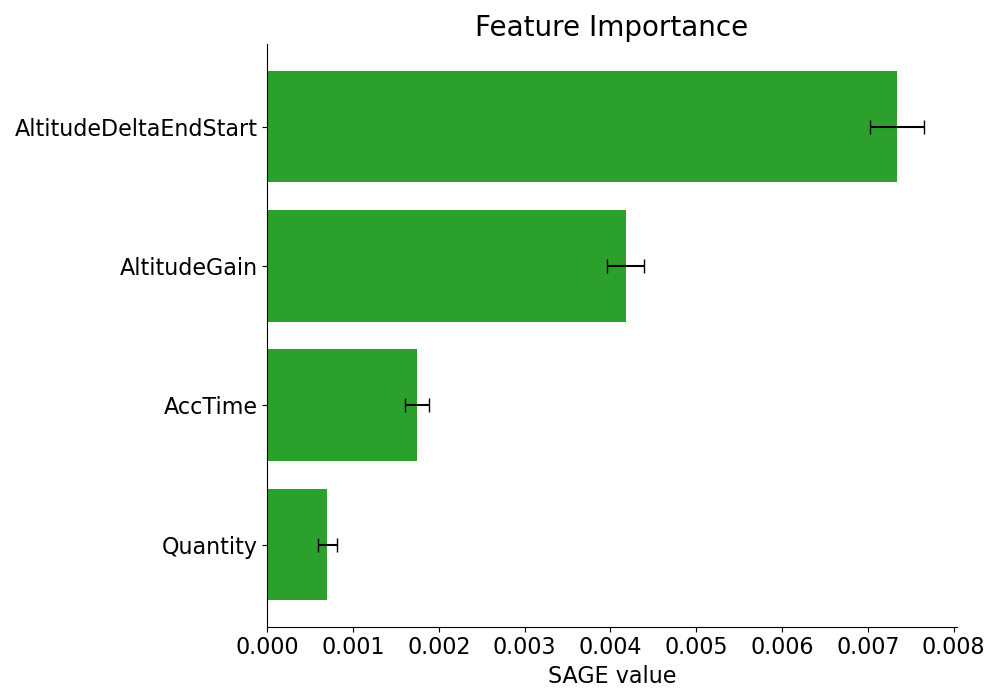 Feature Importance
AltitudeDeltaEndStart
AltitudeGain
AccTime
Quantity
0.000 0.001 0.002 0.003 0.004 0.005 0.006 0.007 0.008
SAGE value